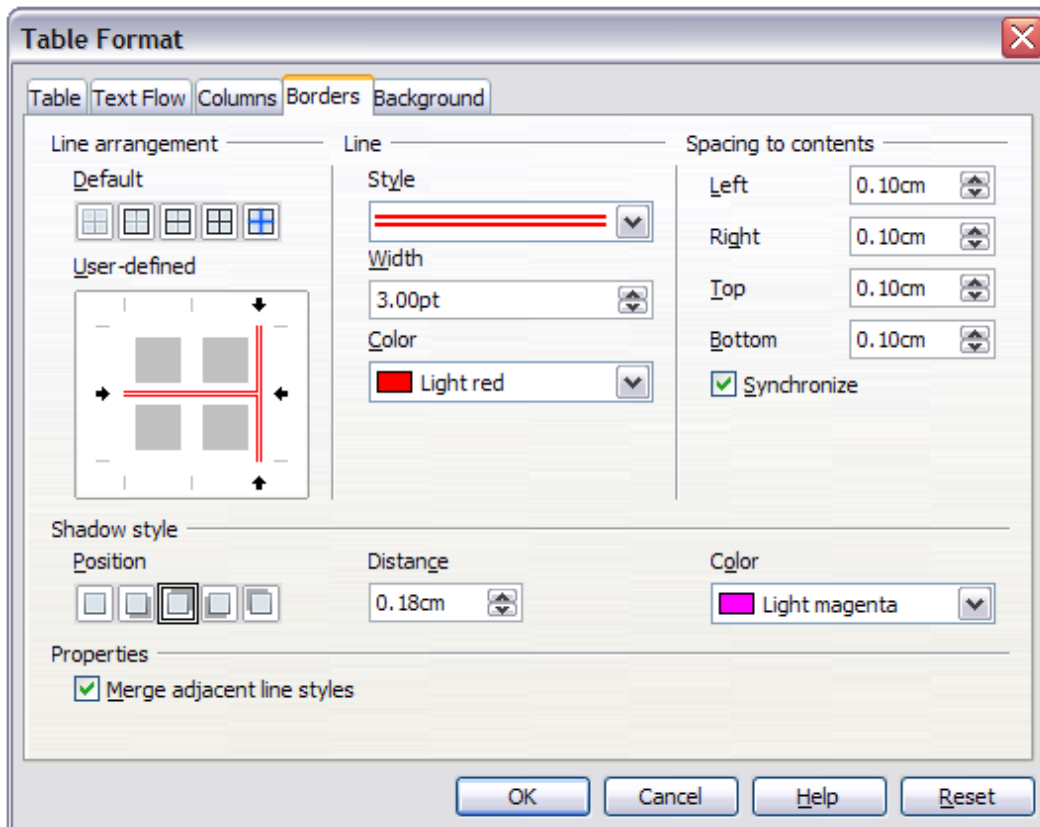 Table Format
Table Text Flow Columns Borders Background
Line arrangement Line Spacing to contents
Default Style Left 0.10cm
Right 0.10cm
User-defined Width
3.00pt Top 0.10cm
Color Bottom 0.10cm
Light red Synchronize
Shadow style
Position Distance Color
0.18cm Light magenta
Properties
Merge adjacent line styles
OK Cancel Help Reset